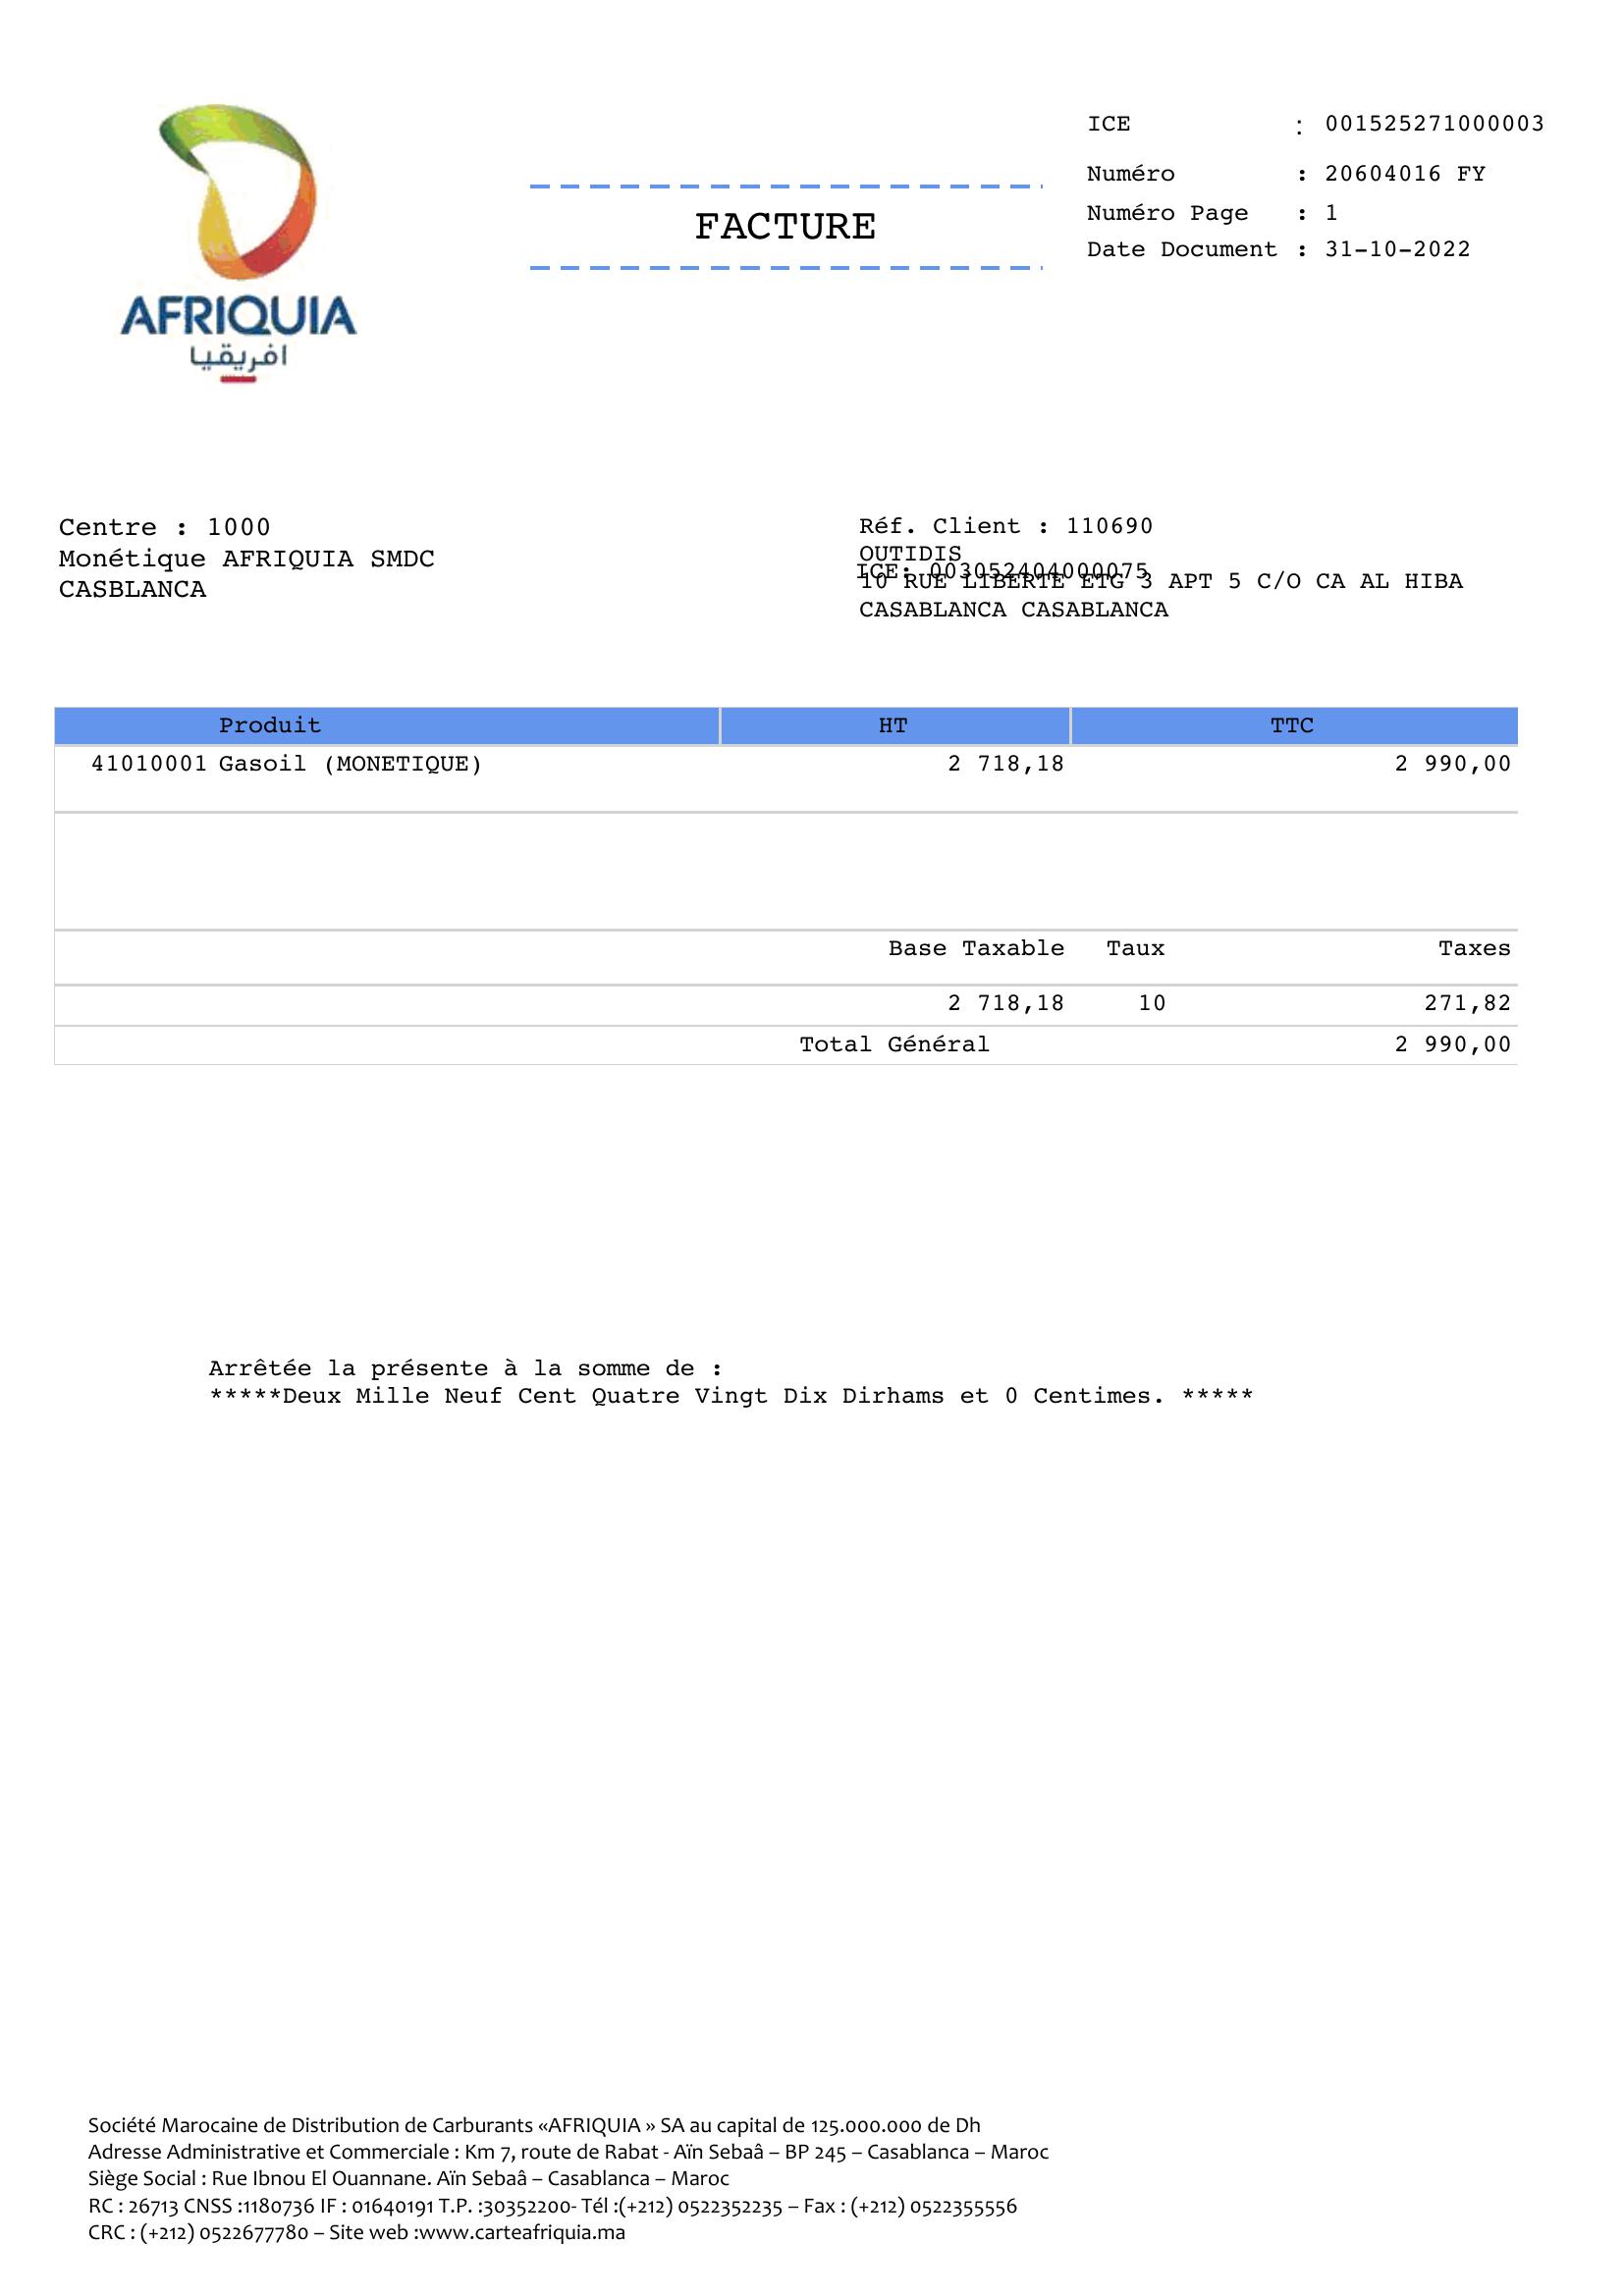 AFRIQUIA
افريقيا
FACTURE
ICE : 001525271000003
Numéro : 20604016 FY
Numéro Page : 1
Date Document : 31-10-2022
Centre : 1000
Monétique AFRIQUIA SMDC
CASBLANCA
Réf. Client : 110690
OUTIDIS
ICE: 003052404000075
10 RUE LIBERTE ETG 3 APT 5 C/O CA AL HIBA
CASABLANCA CASABLANCA
Produit HT TTC
41010001 Gasoil (MONETIQUE) 2 718,18 2 990,00
Base Taxable Taux Taxes
2 718,18 10 271,82
Total Général 2 990,00
Arrêtée la présente à la somme de :
*****Deux Mille Neuf Cent Quatre Vingt Dix Dirhams et 0 Centimes. *****
Société Marocaine de Distribution de Carburants «AFRIQUIA » SA au capital de 125.000.000 de Dh
Adresse Administrative et Commerciale : Km 7, route de Rabat - Aïn Sebaâ – BP 245 – Casablanca – Maroc
Siège Social : Rue Ibnou El Ouannane. Aïn Sebaâ – Casablanca – Maroc
RC : 26713 CNSS :1180736 IF : 01640191 T.P. :30352200- Tél :(+212) 0522352235 – Fax : (+212) 0522355556
CRC : (+212) 0522677780 – Site web :www.carteafriquia.ma